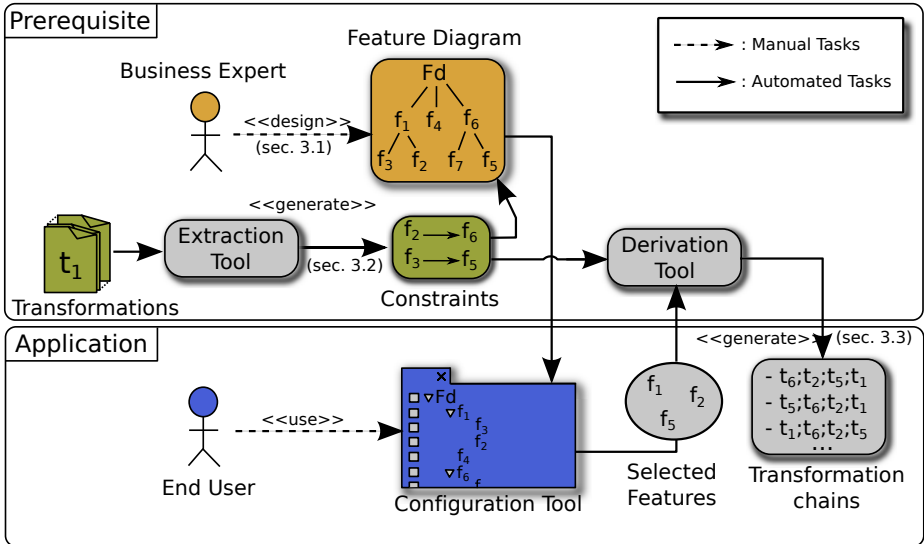 Prerequisite
Feature Diagram
: Manual Tasks
: Automated Tasks
Business Expert
Fd
f1 f4 f6
f3 f2 f7 f5
<<design>>
(sec. 3.1)
<<generate>>
t1
Transformations
Extraction
Tool
(sec. 3.2)
f2 f6
f3 f5
Constraints
Derivation
Tool
Application
<<generate>>
(sec. 3.3)
<<use>>
End User
x
Fd
f1
f3
f2
f4
f6
Configuration Tool
f1
f2
f5
Selected
Features
- t6;t2;t5;t1
- t5;t6;t2;t1
- t1;t6;t2;t5
...
Transformation
chains